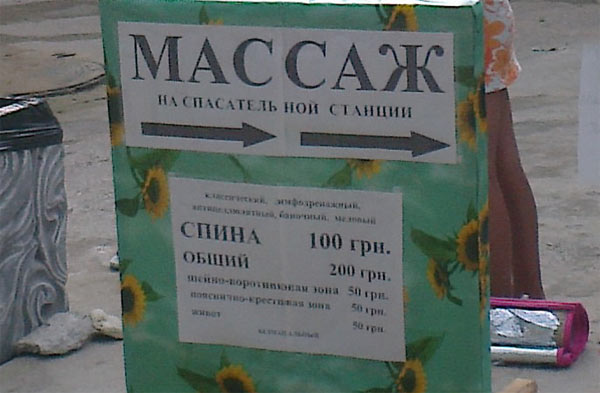 МАССАЖ
НА СПАСАТЕЛЬНОЙ СТАНЦИИ
классический, лимфодренажный,
антицеллюлитный, баночный, медовый
СПИНА 100 грн.
ОБЩИЙ 200 грн.
шейно-воротниковая зона 50 грн.
пояснично-крестцовая зона 50 грн.
живот 50 грн.